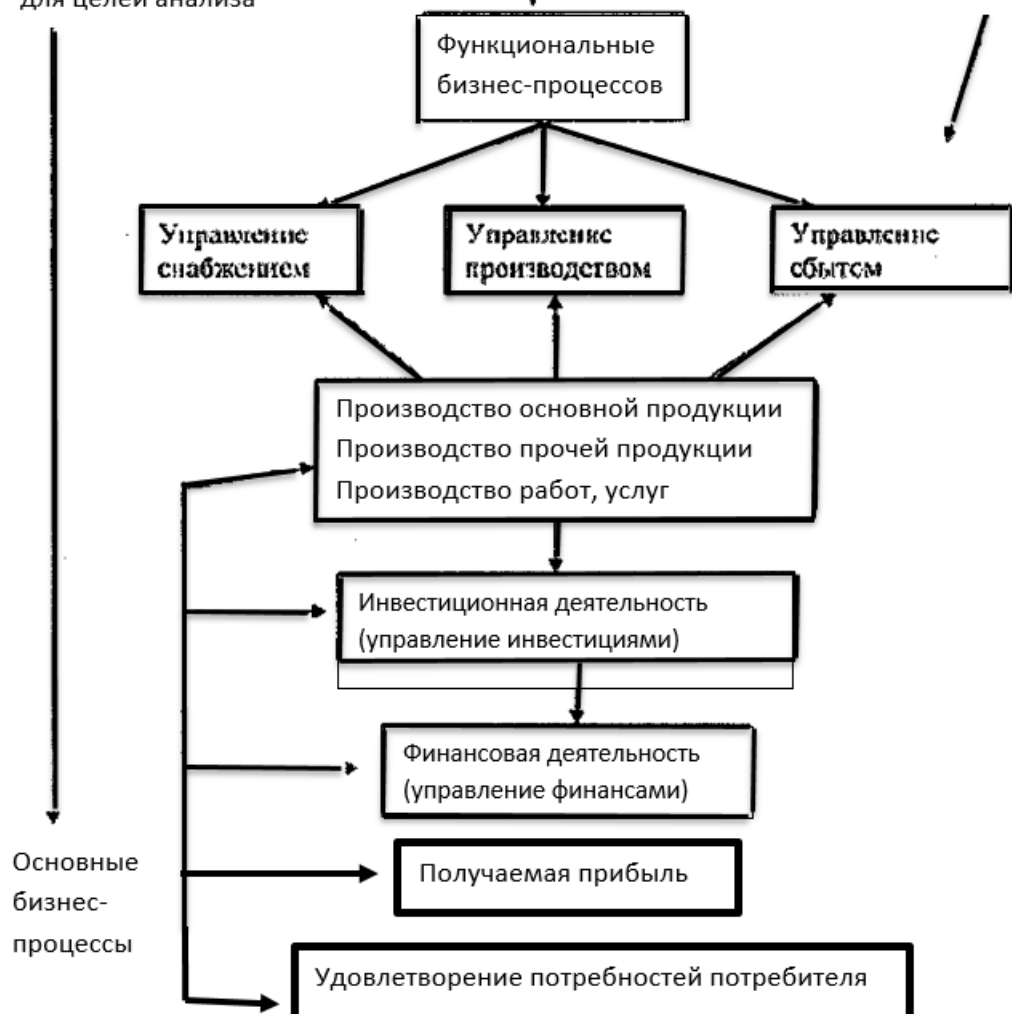 для целей анализа
Функциональные
бизнес-процессов
Управление
снабжением
Управление
производством
Управление
сбытом
Производство основной продукции
Производство прочей продукции
Производство работ, услуг
Инвестиционная деятельность
(управление инвестициями)
Финансовая деятельность
(управление финансами)
Основные
бизнес-
процессы
Получаемая прибыль
Удовлетворение потребностей потребителя